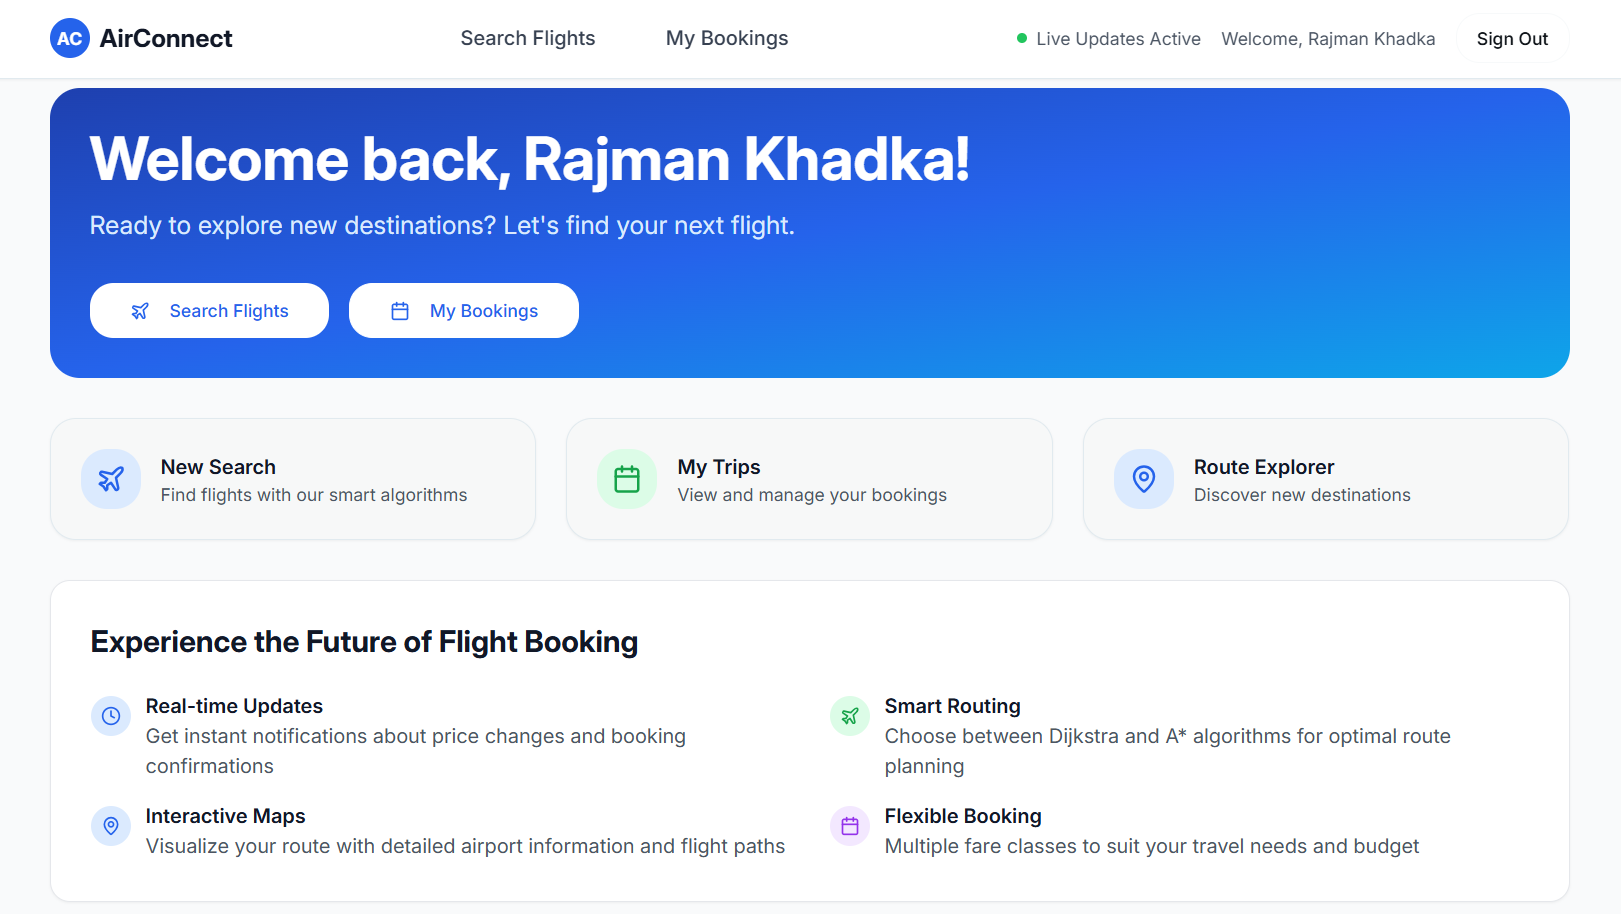 AC AirConnect
Search Flights
My Bookings
Live Updates Active
Welcome, Rajman Khadka
Sign Out
Welcome back, Rajman Khadka!
Ready to explore new destinations? Let's find your next flight.
Search Flights
My Bookings
New Search
Find flights with our smart algorithms
My Trips
View and manage your bookings
Route Explorer
Discover new destinations
Experience the Future of Flight Booking
Real-time Updates
Get instant notifications about price changes and booking
confirmations
Smart Routing
Choose between Dijkstra and A* algorithms for optimal route
planning
Interactive Maps
Visualize your route with detailed airport information and flight paths
Flexible Booking
Multiple fare classes to suit your travel needs and budget